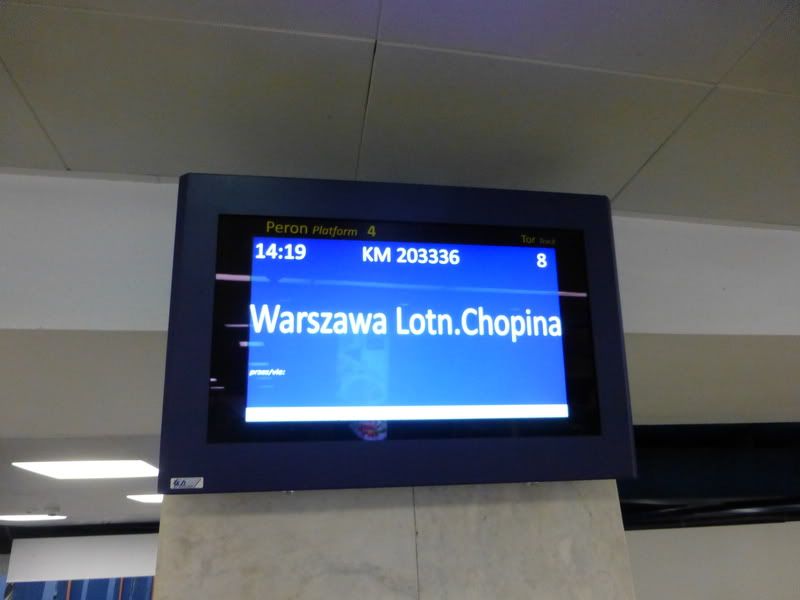 Peron Platform 4
Tor Track
14:19 KM 203336 8
Warszawa Lotn.Chopina
przez/via: